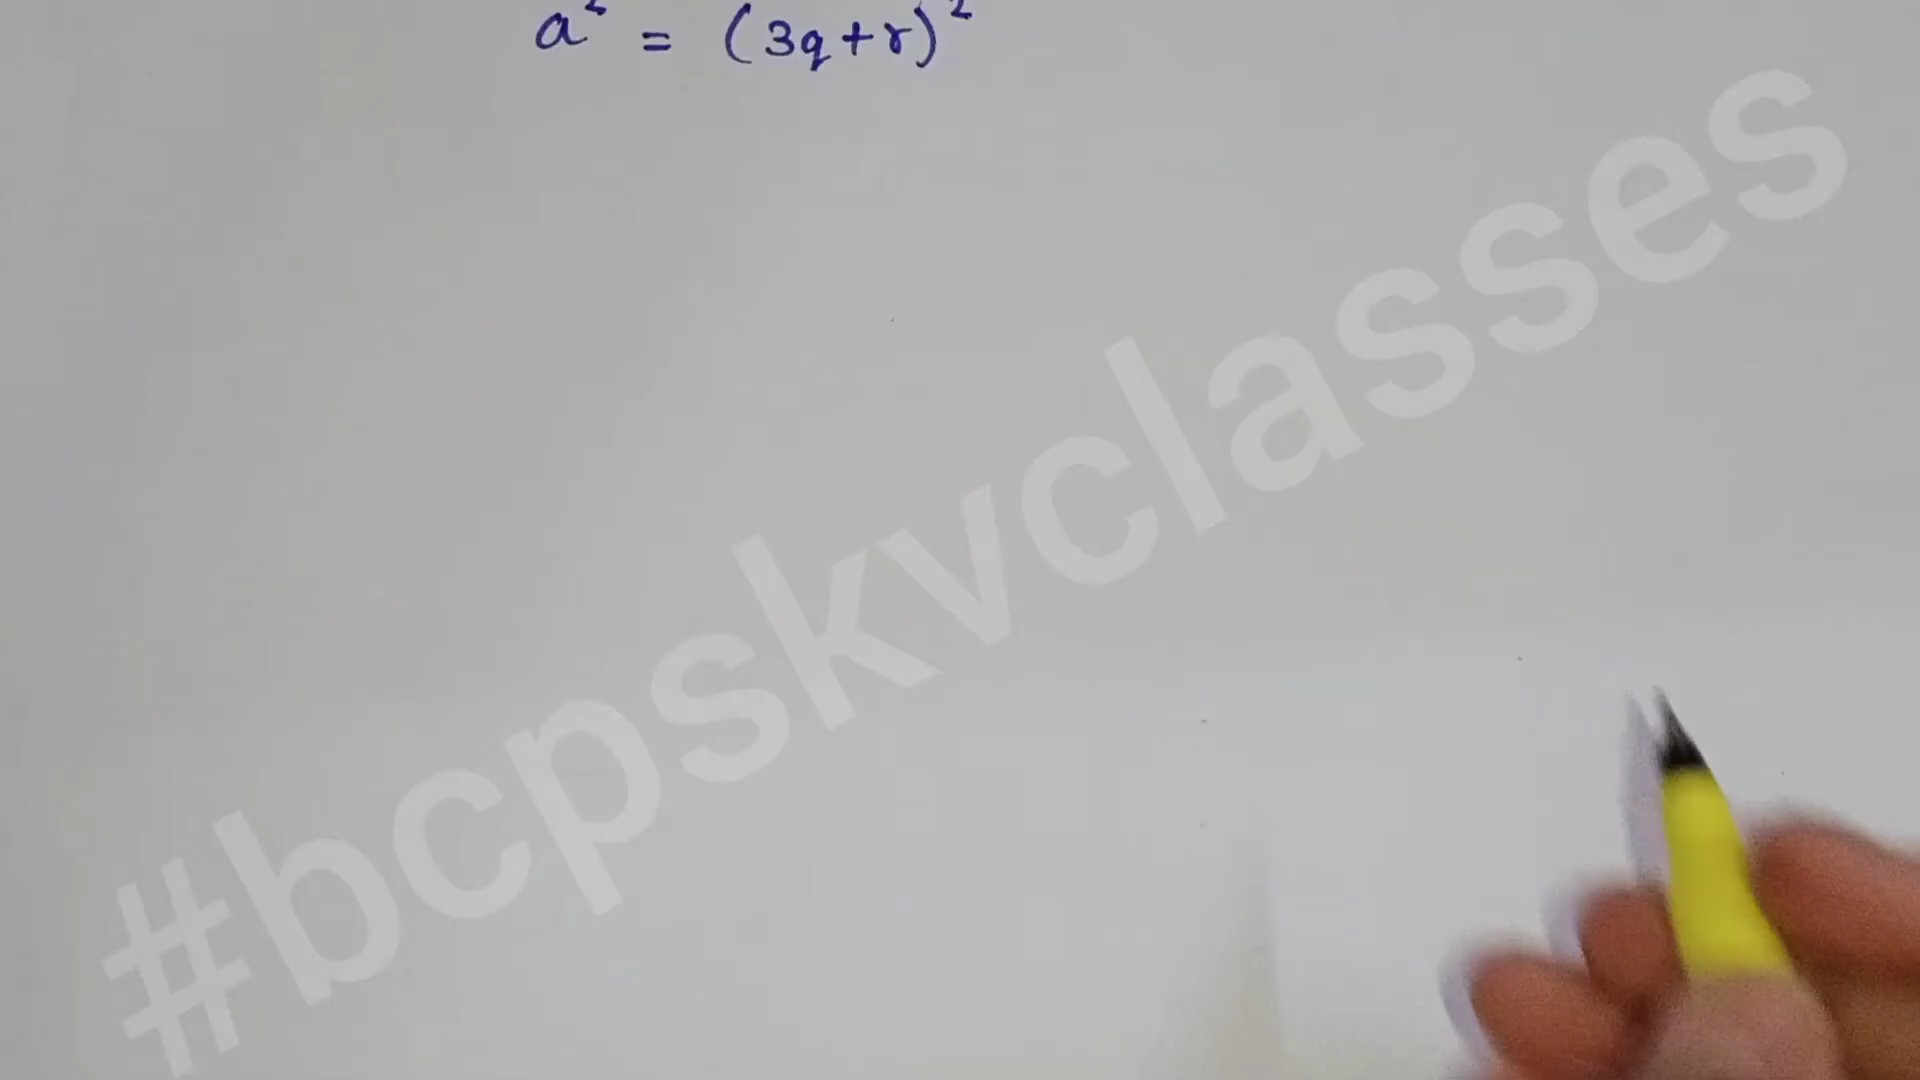 a² = (3q+r)²
#bcpskvclasses